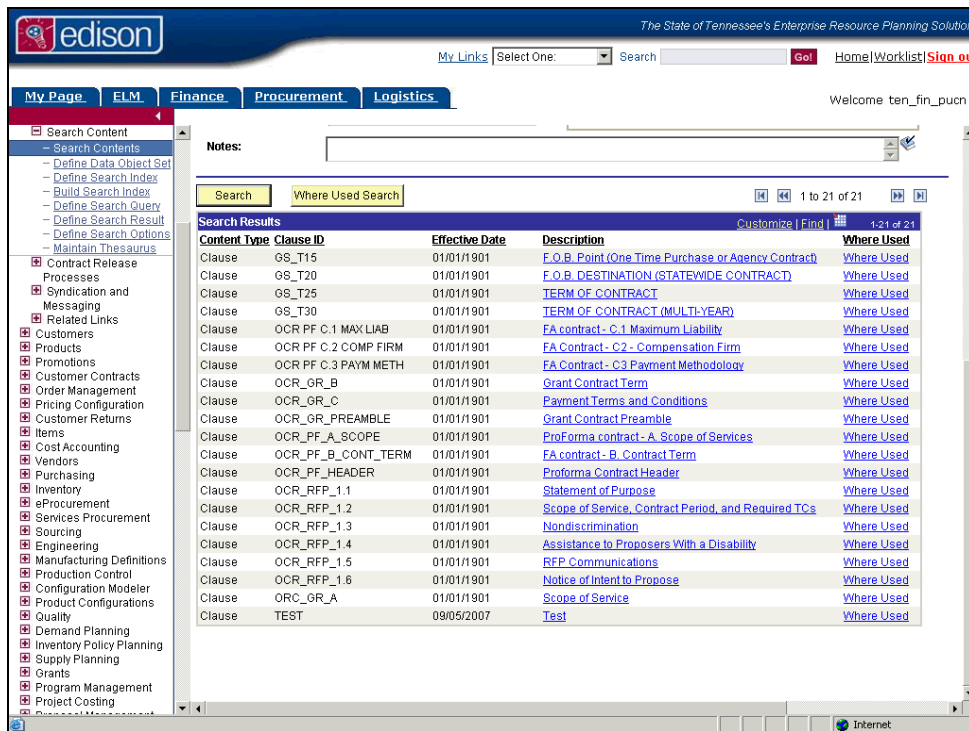 edison
The State of Tennessee's Enterprise Resource Planning Solution
My Links Select One: Search Go! Home|Worklist|Sign ou
My Page ELM Finance Procurement Logistics
Welcome ten_fin_pucn
Search Content
Search Contents
Define Data Object Set
Define Search Index
Build Search Index
Define Search Query
Define Search Result
Define Search Options
Maintain Thesaurus
Contract Release
Processes
Syndication and
Messaging
Related Links
Customers
Products
Promotions
Customer Contracts
Order Management
Pricing Configuration
Customer Returns
Items
Cost Accounting
Vendors
Purchasing
Inventory
eProcurement
Services Procurement
Sourcing
Engineering
Manufacturing Definitions
Production Control
Configuration Modeler
Product Configurations
Quality
Demand Planning
Inventory Policy Planning
Supply Planning
Grants
Program Management
Project Costing
Notes:
Search Where Used Search 1 to 21 of 21
Search Results Customize | Find | 1-21 of 21
Content Type Clause ID Effective Date Description Where Used
Clause GS_T15 01/01/1901 F.O.B. Point (One Time Purchase or Agency Contract) Where Used
Clause GS_T20 01/01/1901 F.O.B. DESTINATION (STATEWIDE CONTRACT) Where Used
Clause GS_T25 01/01/1901 TERM OF CONTRACT Where Used
Clause GS_T30 01/01/1901 TERM OF CONTRACT (MULTI-YEAR) Where Used
Clause OCR PF C.1 MAX LIAB 01/01/1901 FA contract - C.1 Maximum Liability Where Used
Clause OCR PF C.2 COMP FIRM 01/01/1901 FA Contract - C2 - Compensation Firm Where Used
Clause OCR PF C.3 PAYM METH 01/01/1901 FA Contract - C3 Payment Methodology Where Used
Clause OCR_GR_B 01/01/1901 Grant Contract Term Where Used
Clause OCR_GR_C 01/01/1901 Payment Terms and Conditions Where Used
Clause OCR_GR_PREAMBLE 01/01/1901 Grant Contract Preamble Where Used
Clause OCR_PF_A_SCOPE 01/01/1901 ProForma contract - A. Scope of Services Where Used
Clause OCR_PF_B_CONT_TERM 01/01/1901 FA contract - B. Contract Term Where Used
Clause OCR_PF_HEADER 01/01/1901 Proforma Contract Header Where Used
Clause OCR_RFP_1.1 01/01/1901 Statement of Purpose Where Used
Clause OCR_RFP_1.2 01/01/1901 Scope of Service, Contract Period, and Required TCs Where Used
Clause OCR_RFP_1.3 01/01/1901 Nondiscrimination Where Used
Clause OCR_RFP_1.4 01/01/1901 Assistance to Proposers With a Disability Where Used
Clause OCR_RFP_1.5 01/01/1901 RFP Communications Where Used
Clause OCR_RFP_1.6 01/01/1901 Notice of Intent to Propose Where Used
Clause ORC_GR_A 01/01/1901 Scope of Service Where Used
Clause TEST 09/05/2007 Test Where Used
Internet